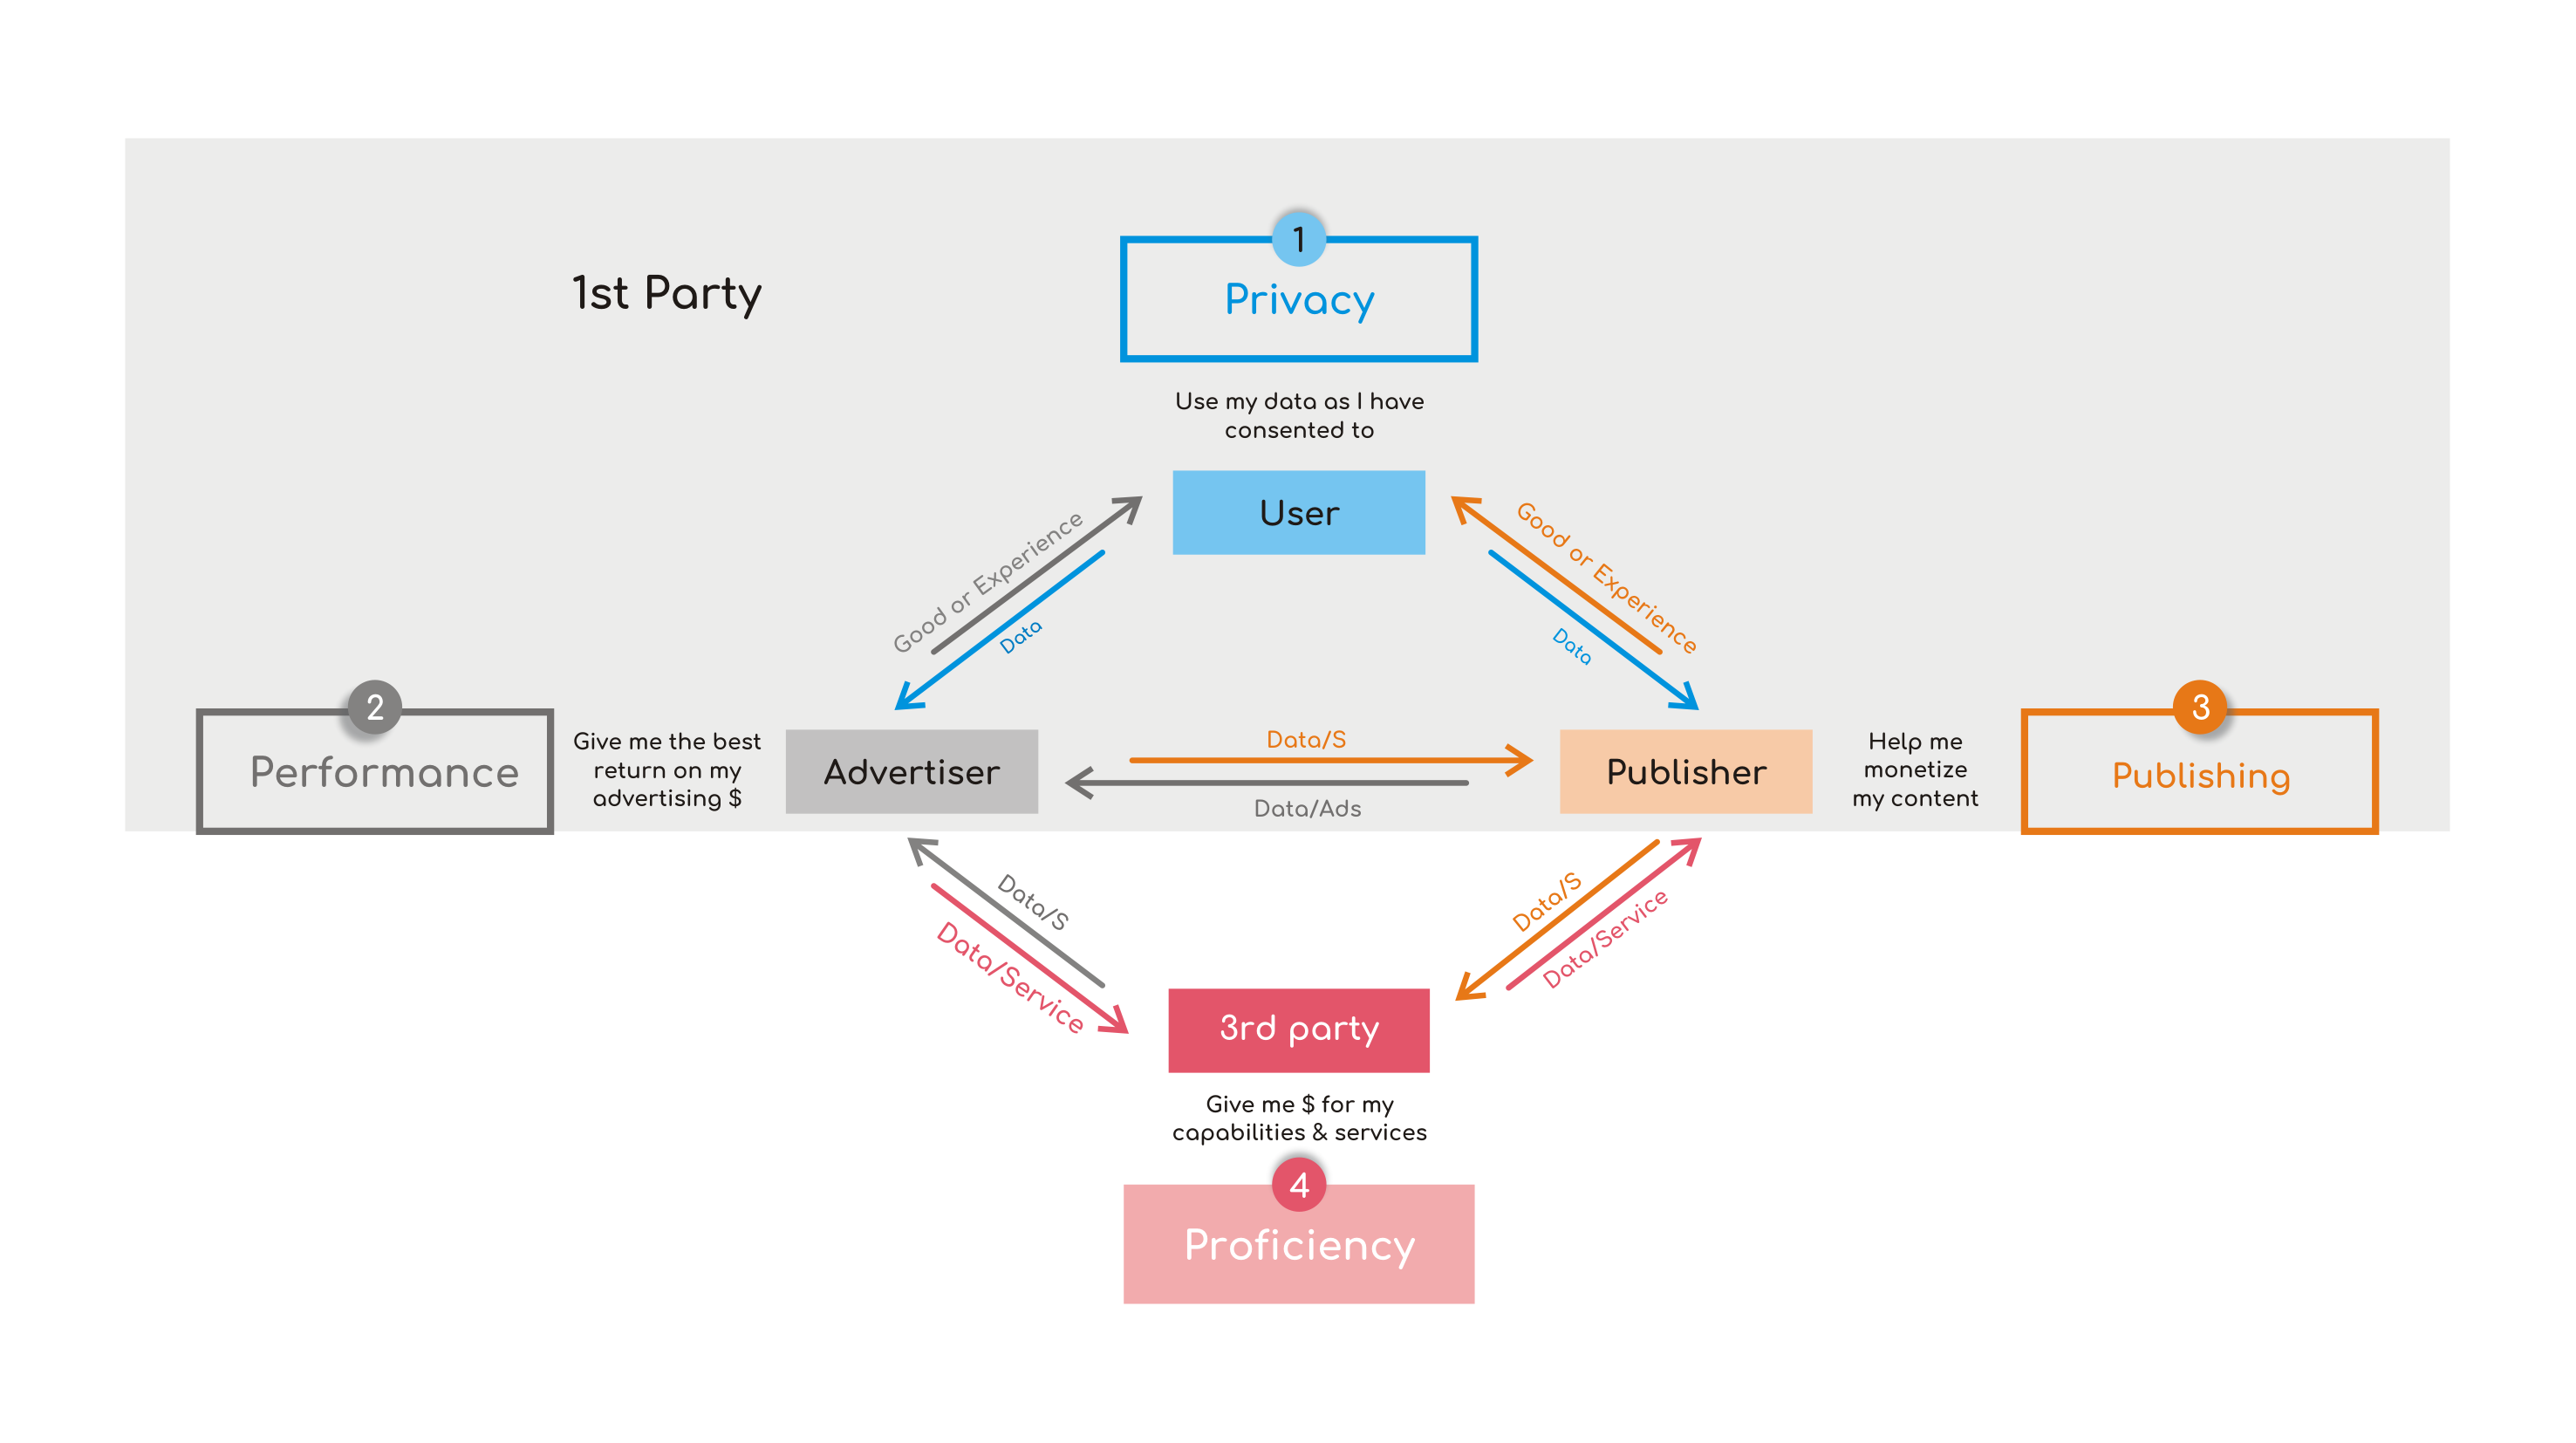 1
Privacy
1st Party
Use my data as I have
consented to
User
Good or Experience
Data
Good or Experience
Data
2
Performance
Give me the best
return on my
advertising $
Advertiser
Data/S
Data/Ads
Publisher
Help me
monetize
my content
3
Publishing
Data/S
Data/Service
Data/S
Data/Service
3rd party
Give me $ for my
capabilities & services
4
Proficiency